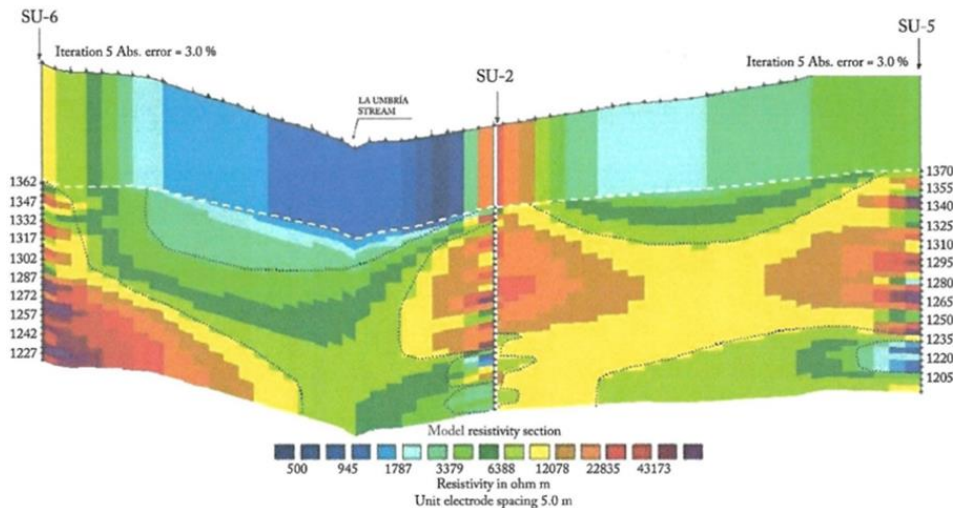 SU-6
SU-5
Iteration 5 Abs. error = 3.0 %
Iteration 5 Abs. error = 3.0 %
SU-2
LA UMBRÍA
STREAM
1362
1347
1332
1317
1302
1287
1272
1257
1242
1227
1370
1355
1340
1325
1310
1295
1280
1265
1250
1235
1220
1205
Model resistivity section
500 945 1787 3379 6388 12078 22835 43173
Resistivity in ohm m
Unit electrode spacing 5.0 m